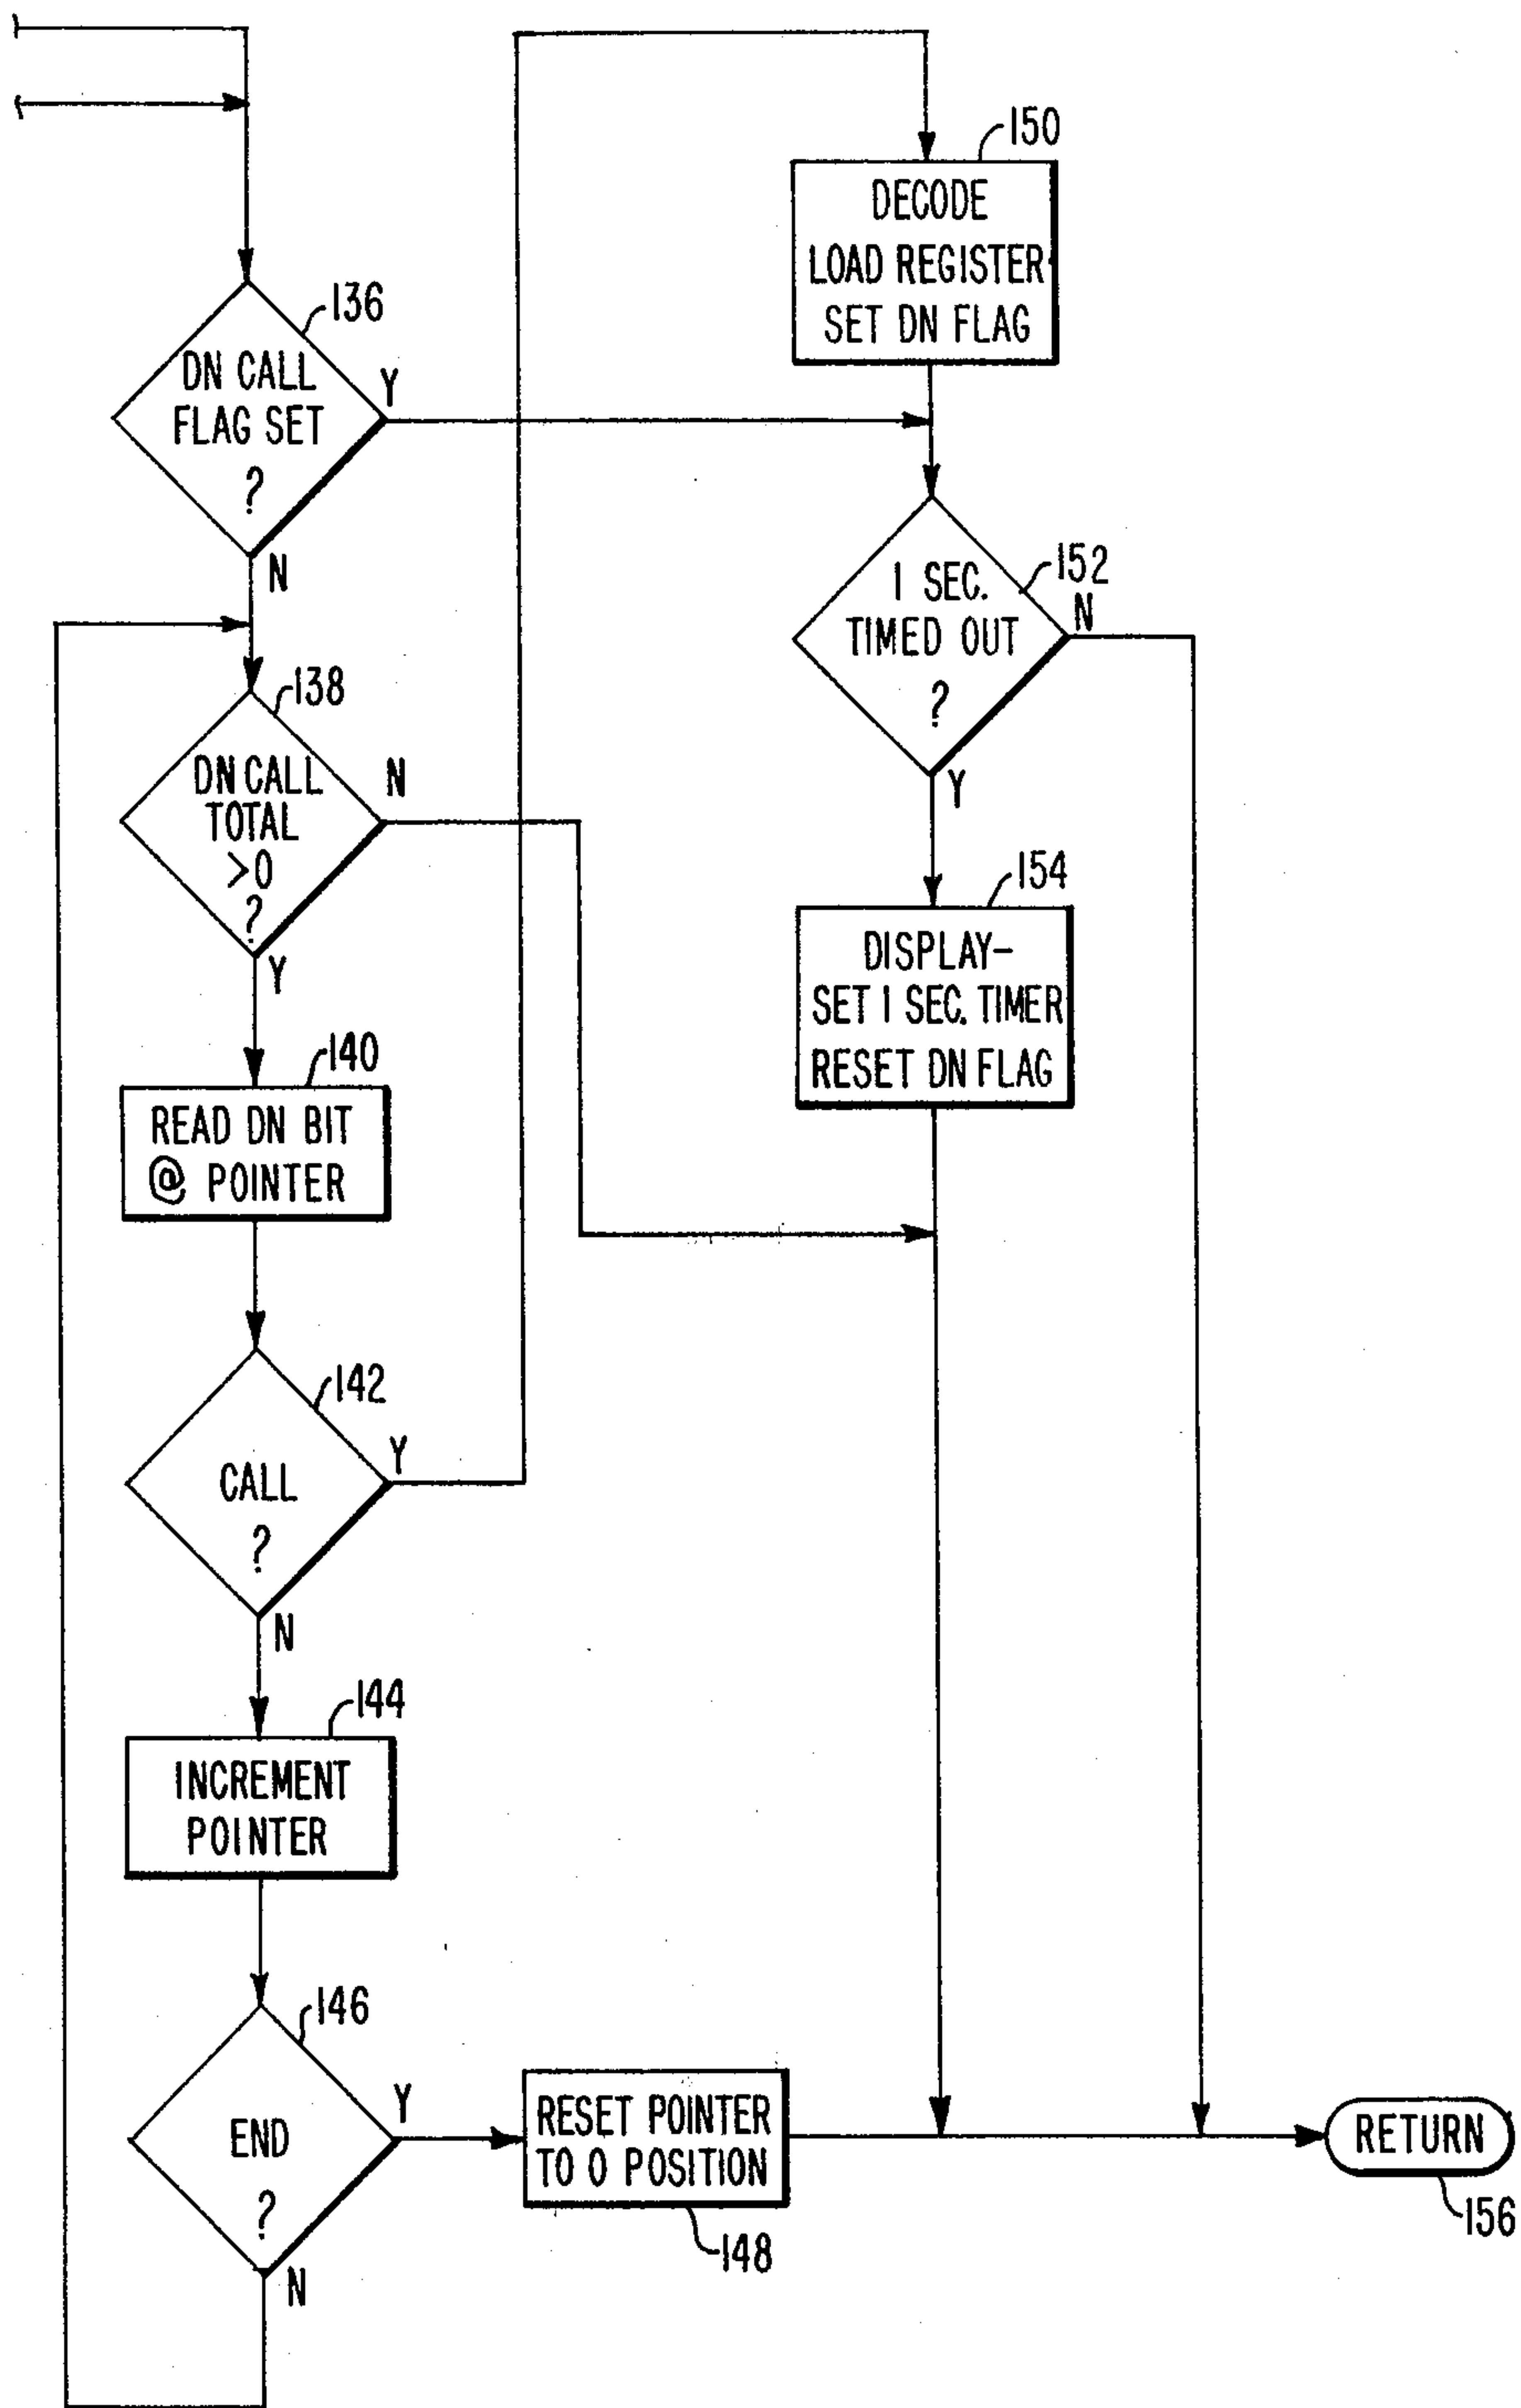 136
DN CALL
FLAG SET
?
Y
N
138
DN CALL
TOTAL
>0
?
N
Y
140
READ DN BIT
@ POINTER
142
CALL
?
Y
N
144
INCREMENT
POINTER
146
END
?
Y
N
RESET POINTER
TO 0 POSITION
148
150
DECODE
LOAD REGISTER
SET DN FLAG
152
1 SEC.
TIMED OUT
?
N
Y
154
DISPLAY-
SET 1 SEC. TIMER
RESET DN FLAG
RETURN
156